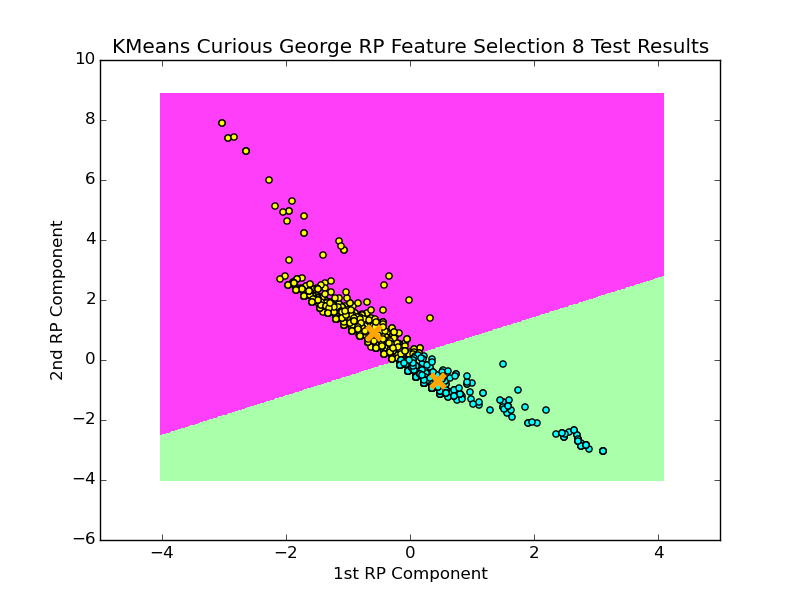 KMeans Curious George RP Feature Selection 8 Test Results
10
8
6
4
2
0
−2
−4
−6
2nd RP Component
−4 −2 0 2 4
1st RP Component